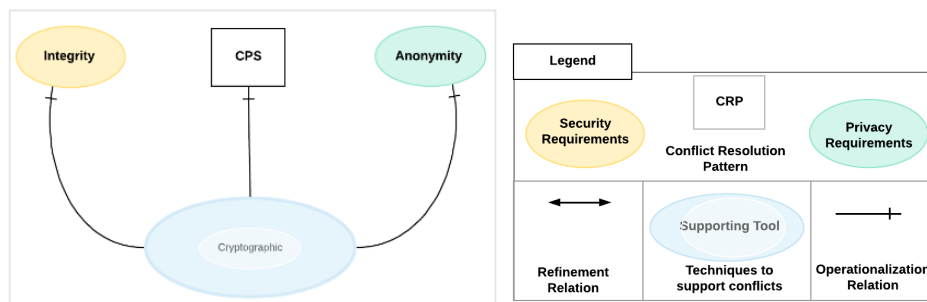 Integrity
CPS
Anonymity
Cryptographic
Legend
Security
Requirements
CRP
Conflict Resolution
Pattern
Privacy
Requirements
Refinement
Relation
Supporting Tool
Techniques to
support conflicts
Operationalization
Relation